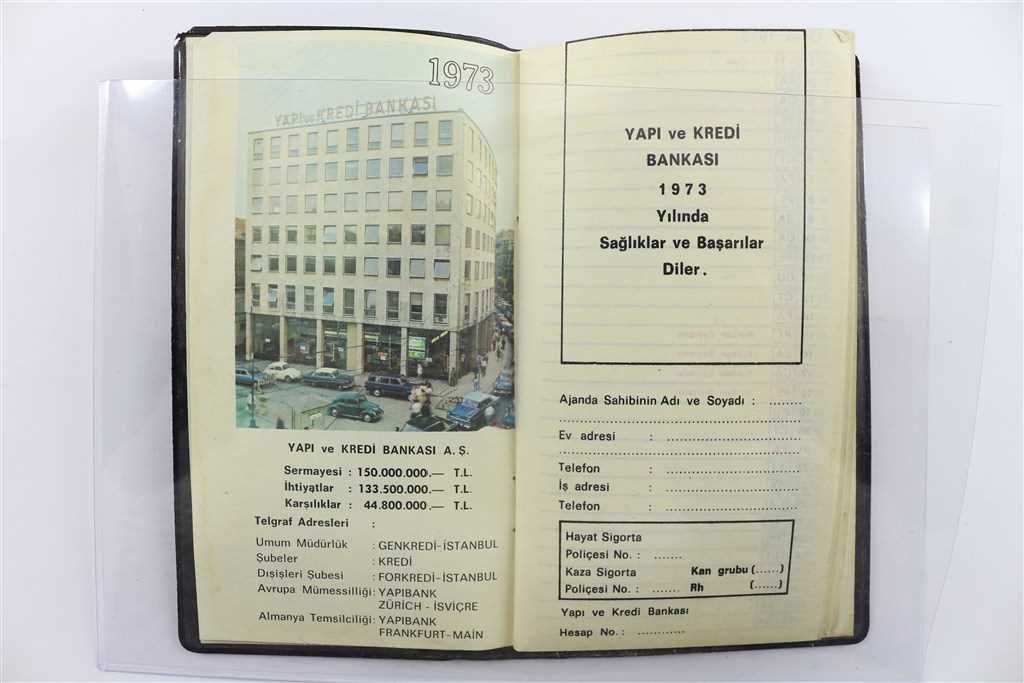 1973
YAPI ve KREDİ BANKASI
YAPI ve KREDİ BANKASI A. Ş.
Sermayesi : 150.000.000.— T.L.
İhtiyatlar : 133.500.000— T.L.
Karşılıklar : 44.800.000.— T.L.
Telgraf Adresleri :
Umum Müdürlük : GENKREDİ-İSTANBUL
Şubeler : KREDİ
Dışişleri Şubesi : FORKREDİ-İSTANBUL
Avrupa Mümessilliği : YAPIBANK
ZÜRİCH - İSVİÇRE
Almanya Temsilciliği : YAPIBANK
FRANKFURT-MAIN
YAPI ve KREDİ
BANKASI
1973
Yılında
Sağlıklar ve Başarılar
Diler.
Ajanda Sahibinin Adı ve Soyadı : ........
Ev adresi : ..............................
Telefon : ..............................
İş adresi : ..............................
Telefon : ..............................
Hayat Sigorta
Poliçesi No. : .......
Kaza Sigorta Kan grubu (......)
Poliçesi No. : ....... Rh (......)
Yapı ve Kredi Bankası
Hesap No. : ............